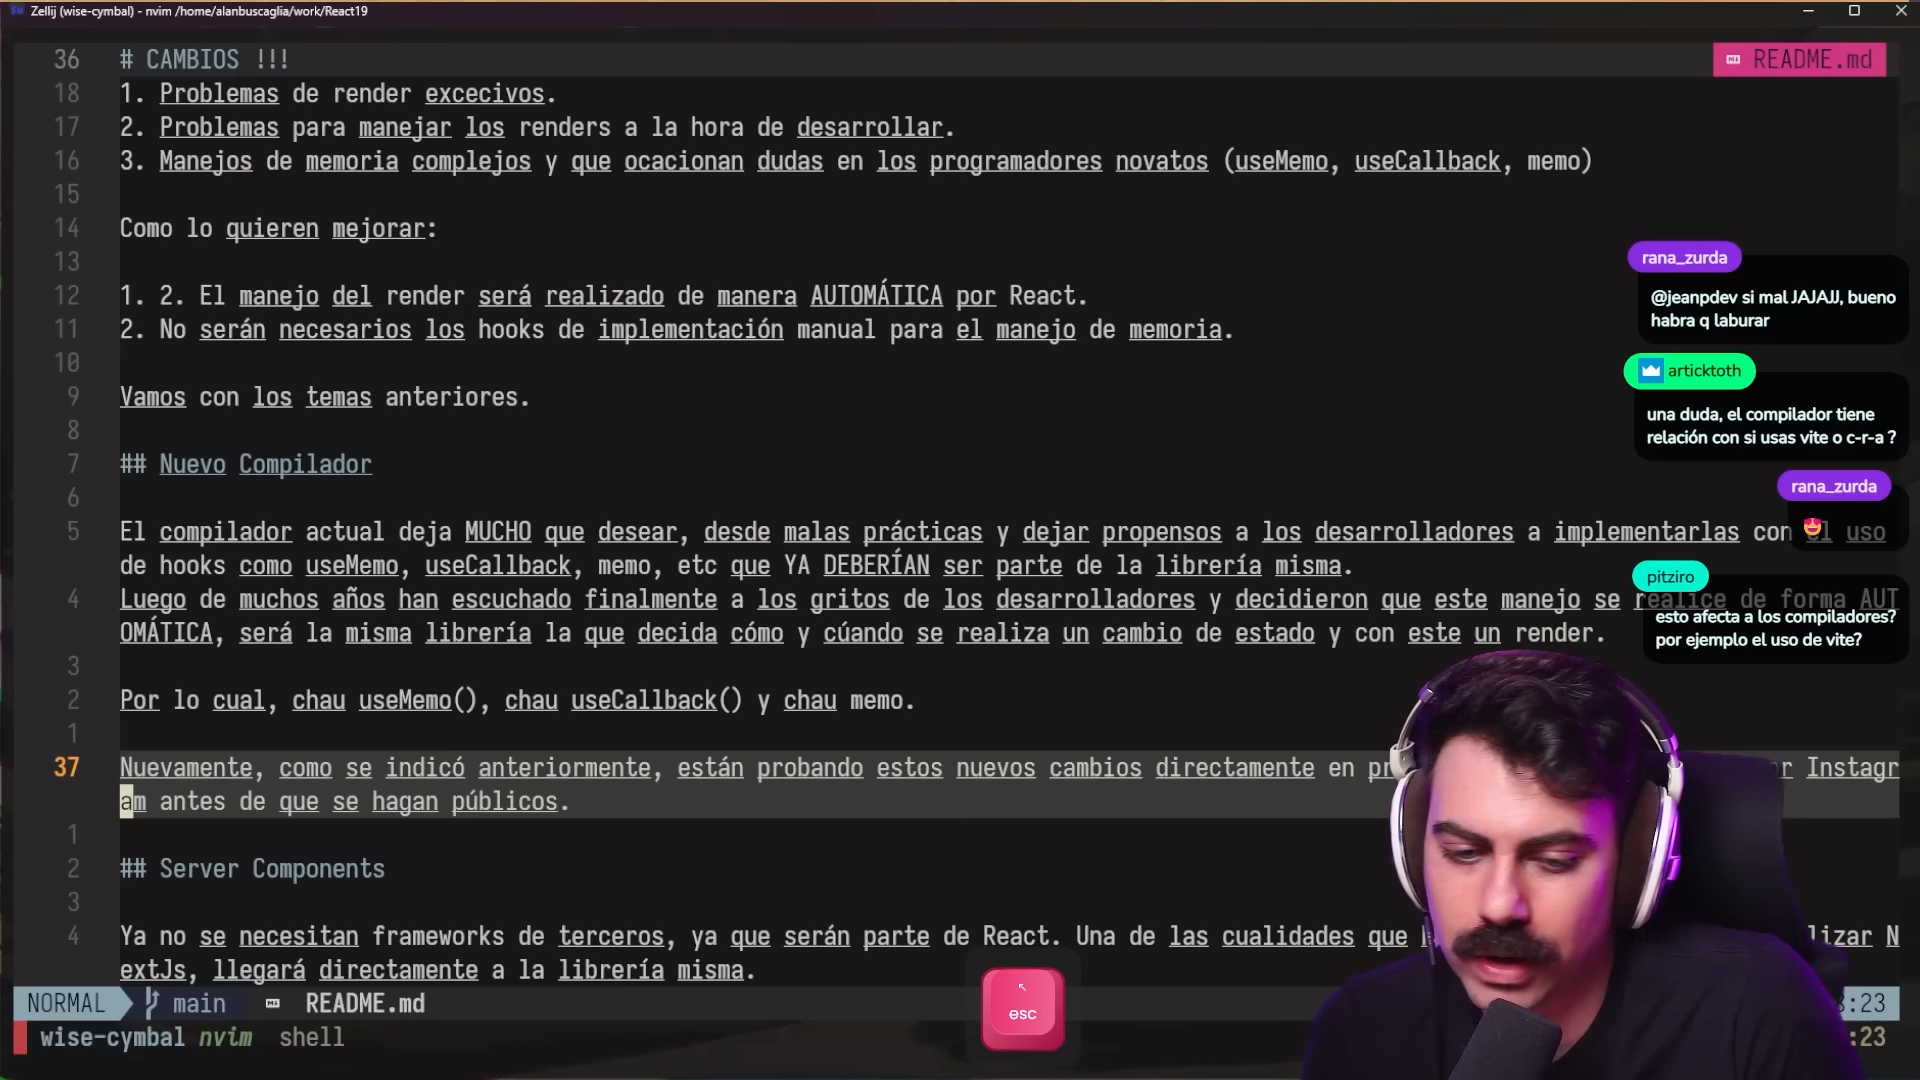 Zellij (wise-cymbal) - nvim /home/alanbuscaglia/work/React19
36 # CAMBIOS !!!
README.md
18 1. Problemas de render excecivos.
17 2. Problemas para manejar los renders a la hora de desarrollar.
16 3. Manejos de memoria complejos y que ocacionan dudas en los programadores novatos (useMemo, useCallback, memo)
15
14 Como lo quieren mejorar:
13
12 1. 2. El manejo del render será realizado de manera AUTOMÁTICA por React.
11 2. No serán necesarios los hooks de implementación manual para el manejo de memoria.
10
9 Vamos con los temas anteriores.
8
7 ## Nuevo Compilador
6
5 El compilador actual deja MUCHO que desear, desde malas prácticas y dejar propensos a los desarrolladores a implementarlas con el uso
de hooks como useMemo, useCallback, memo, etc que YA DEBERÍAN ser parte de la librería misma.
4 Luego de muchos años han escuchado finalmente a los gritos de los desarrolladores y decidieron que este manejo se realice de forma AUT
OMÁTICA, será la misma librería la que decida cómo y cúando se realiza un cambio de estado y con este un render.
3
2 Por lo cual, chau useMemo(), chau useCallback() y chau memo.
1
37 Nuevamente, como se indicó anteriormente, están probando estos nuevos cambios directamente en Instagr
am antes de que se hagan públicos.
1
2 ## Server Components
3
4 Ya no se necesitan frameworks de terceros, ya que serán parte de React. Una de las cualidades que lizar N
extJs, llegará directamente a la librería misma.
NORMAL main README.md :23
wise-cymbal nvim shell :23
rana_zurda
@jeanpdev si mal JAJAJJ, bueno
habra q laburar
articktoth
una duda, el compilador tiene
relación con si usas vite o c-r-a ?
rana_zurda
pitziro
esto afecta a los compiladores?
por ejemplo el uso de vite?
esc